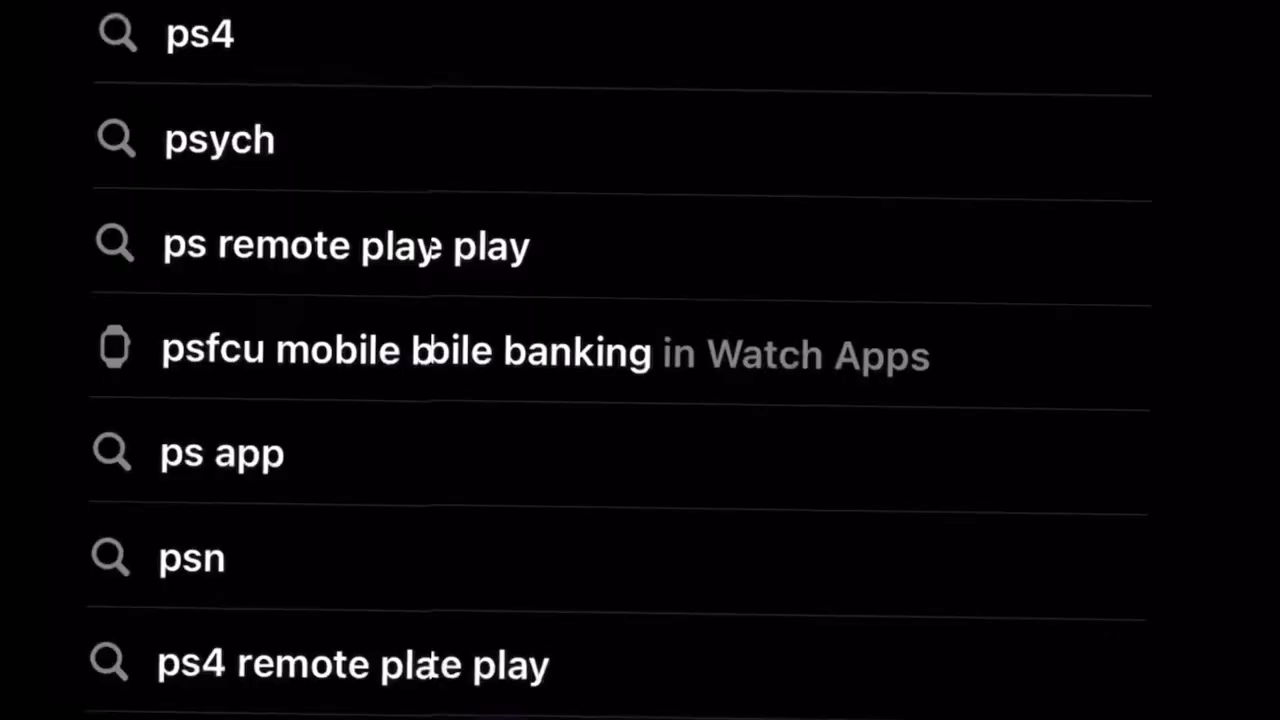 ps4
psych
ps remote play play
psfcu mobile bbile banking in Watch Apps
ps app
psn
ps4 remote plate play